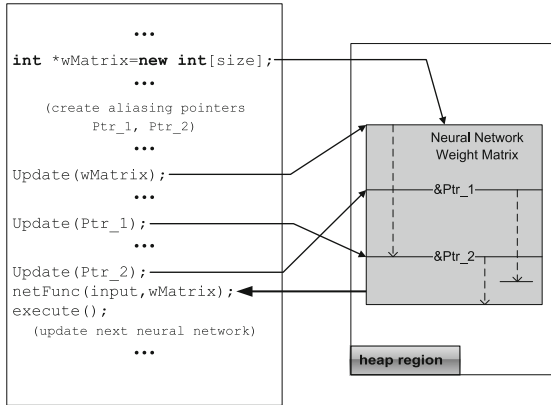 ...
int *wMatrix=new int[size];
...
(create aliasing pointers
Ptr_1, Ptr_2)
...
Update(wMatrix);
...
Update(Ptr_1);
...
Update(Ptr_2);
netFunc(input,wMatrix);
execute();
(update next neural network)
...
Neural Network
Weight Matrix
&Ptr_1
&Ptr_2
heap region